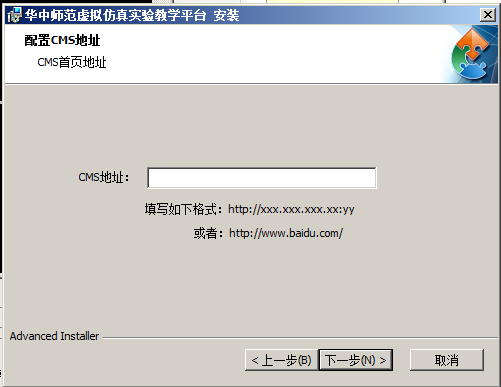 华中师范虚拟仿真实验教学平台 安装
配置CMS地址
CMS首页地址
CMS地址：
填写如下格式：http://xxx.xxx.xxx.xx:yy
或者：http://www.baidu.com/
Advanced Installer
< 上一步(B) 下一步(N) > 取消